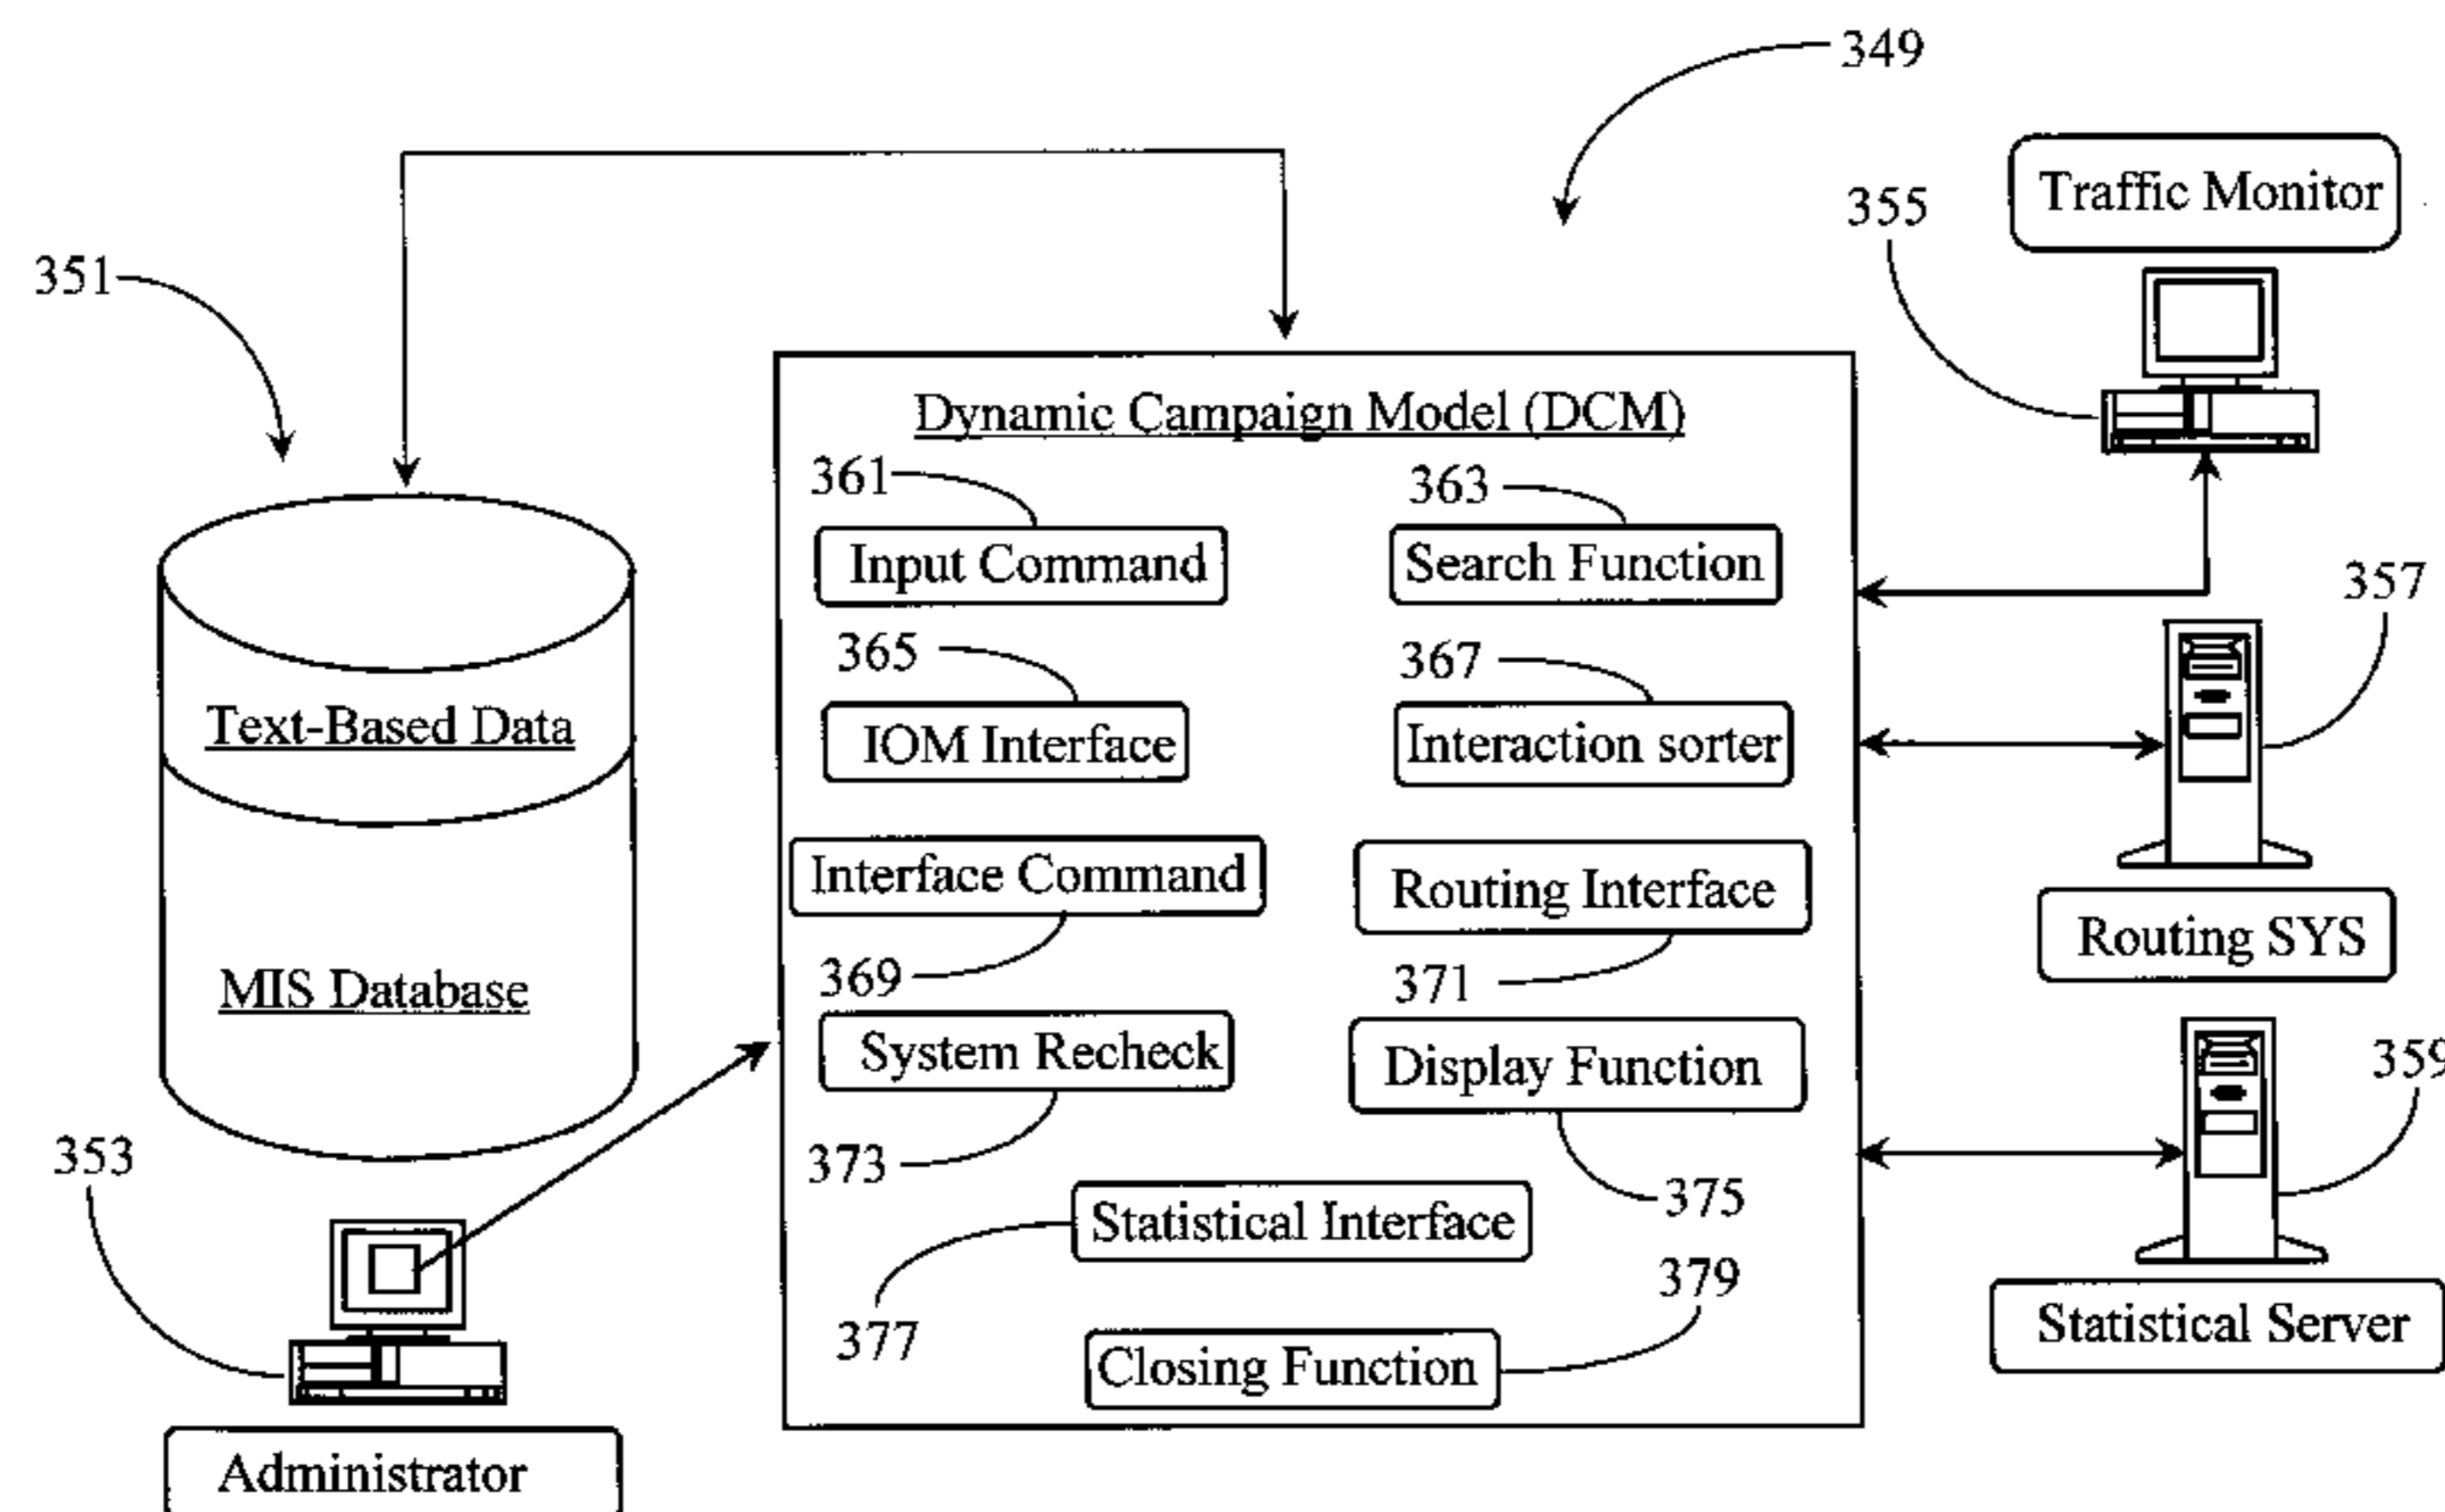 349
Traffic Monitor
355
351
Dynamic Campaign Model (DCM)
361
363
Input Command
Search Function
357
365
367
Text-Based Data
IOM Interface
Interaction sorter
Interface Command
Routing Interface
Routing SYS
369
371
MIS Database
System Recheck
Display Function
359
353
373
375
Statistical Interface
379
377
Statistical Server
Closing Function
Administrator